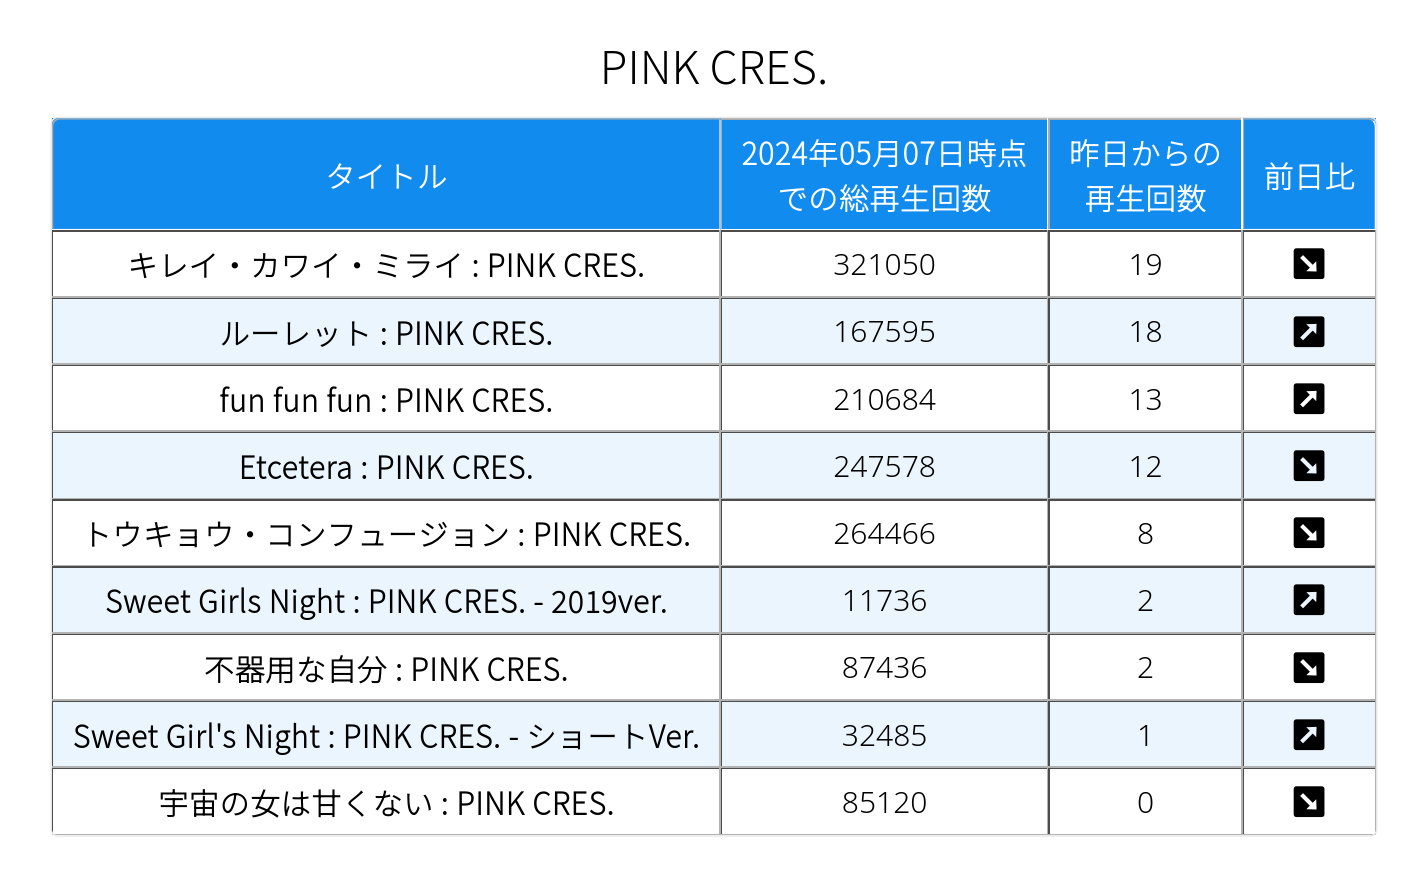 PINK CRES.
タイトル
2024年05月07日時点
での総再生回数
昨日からの
再生回数
前日比
キレイ・カワイ・ミライ : PINK CRES. 321050 19
ルーレット : PINK CRES. 167595 18
fun fun fun : PINK CRES. 210684 13
Etcetera : PINK CRES. 247578 12
トウキョウ・コンフュージョン : PINK CRES. 264466 8
Sweet Girls Night : PINK CRES. - 2019ver. 11736 2
不器用な自分 : PINK CRES. 87436 2
Sweet Girl's Night : PINK CRES. - ショートVer. 32485 1
宇宙の女は甘くない : PINK CRES. 85120 0